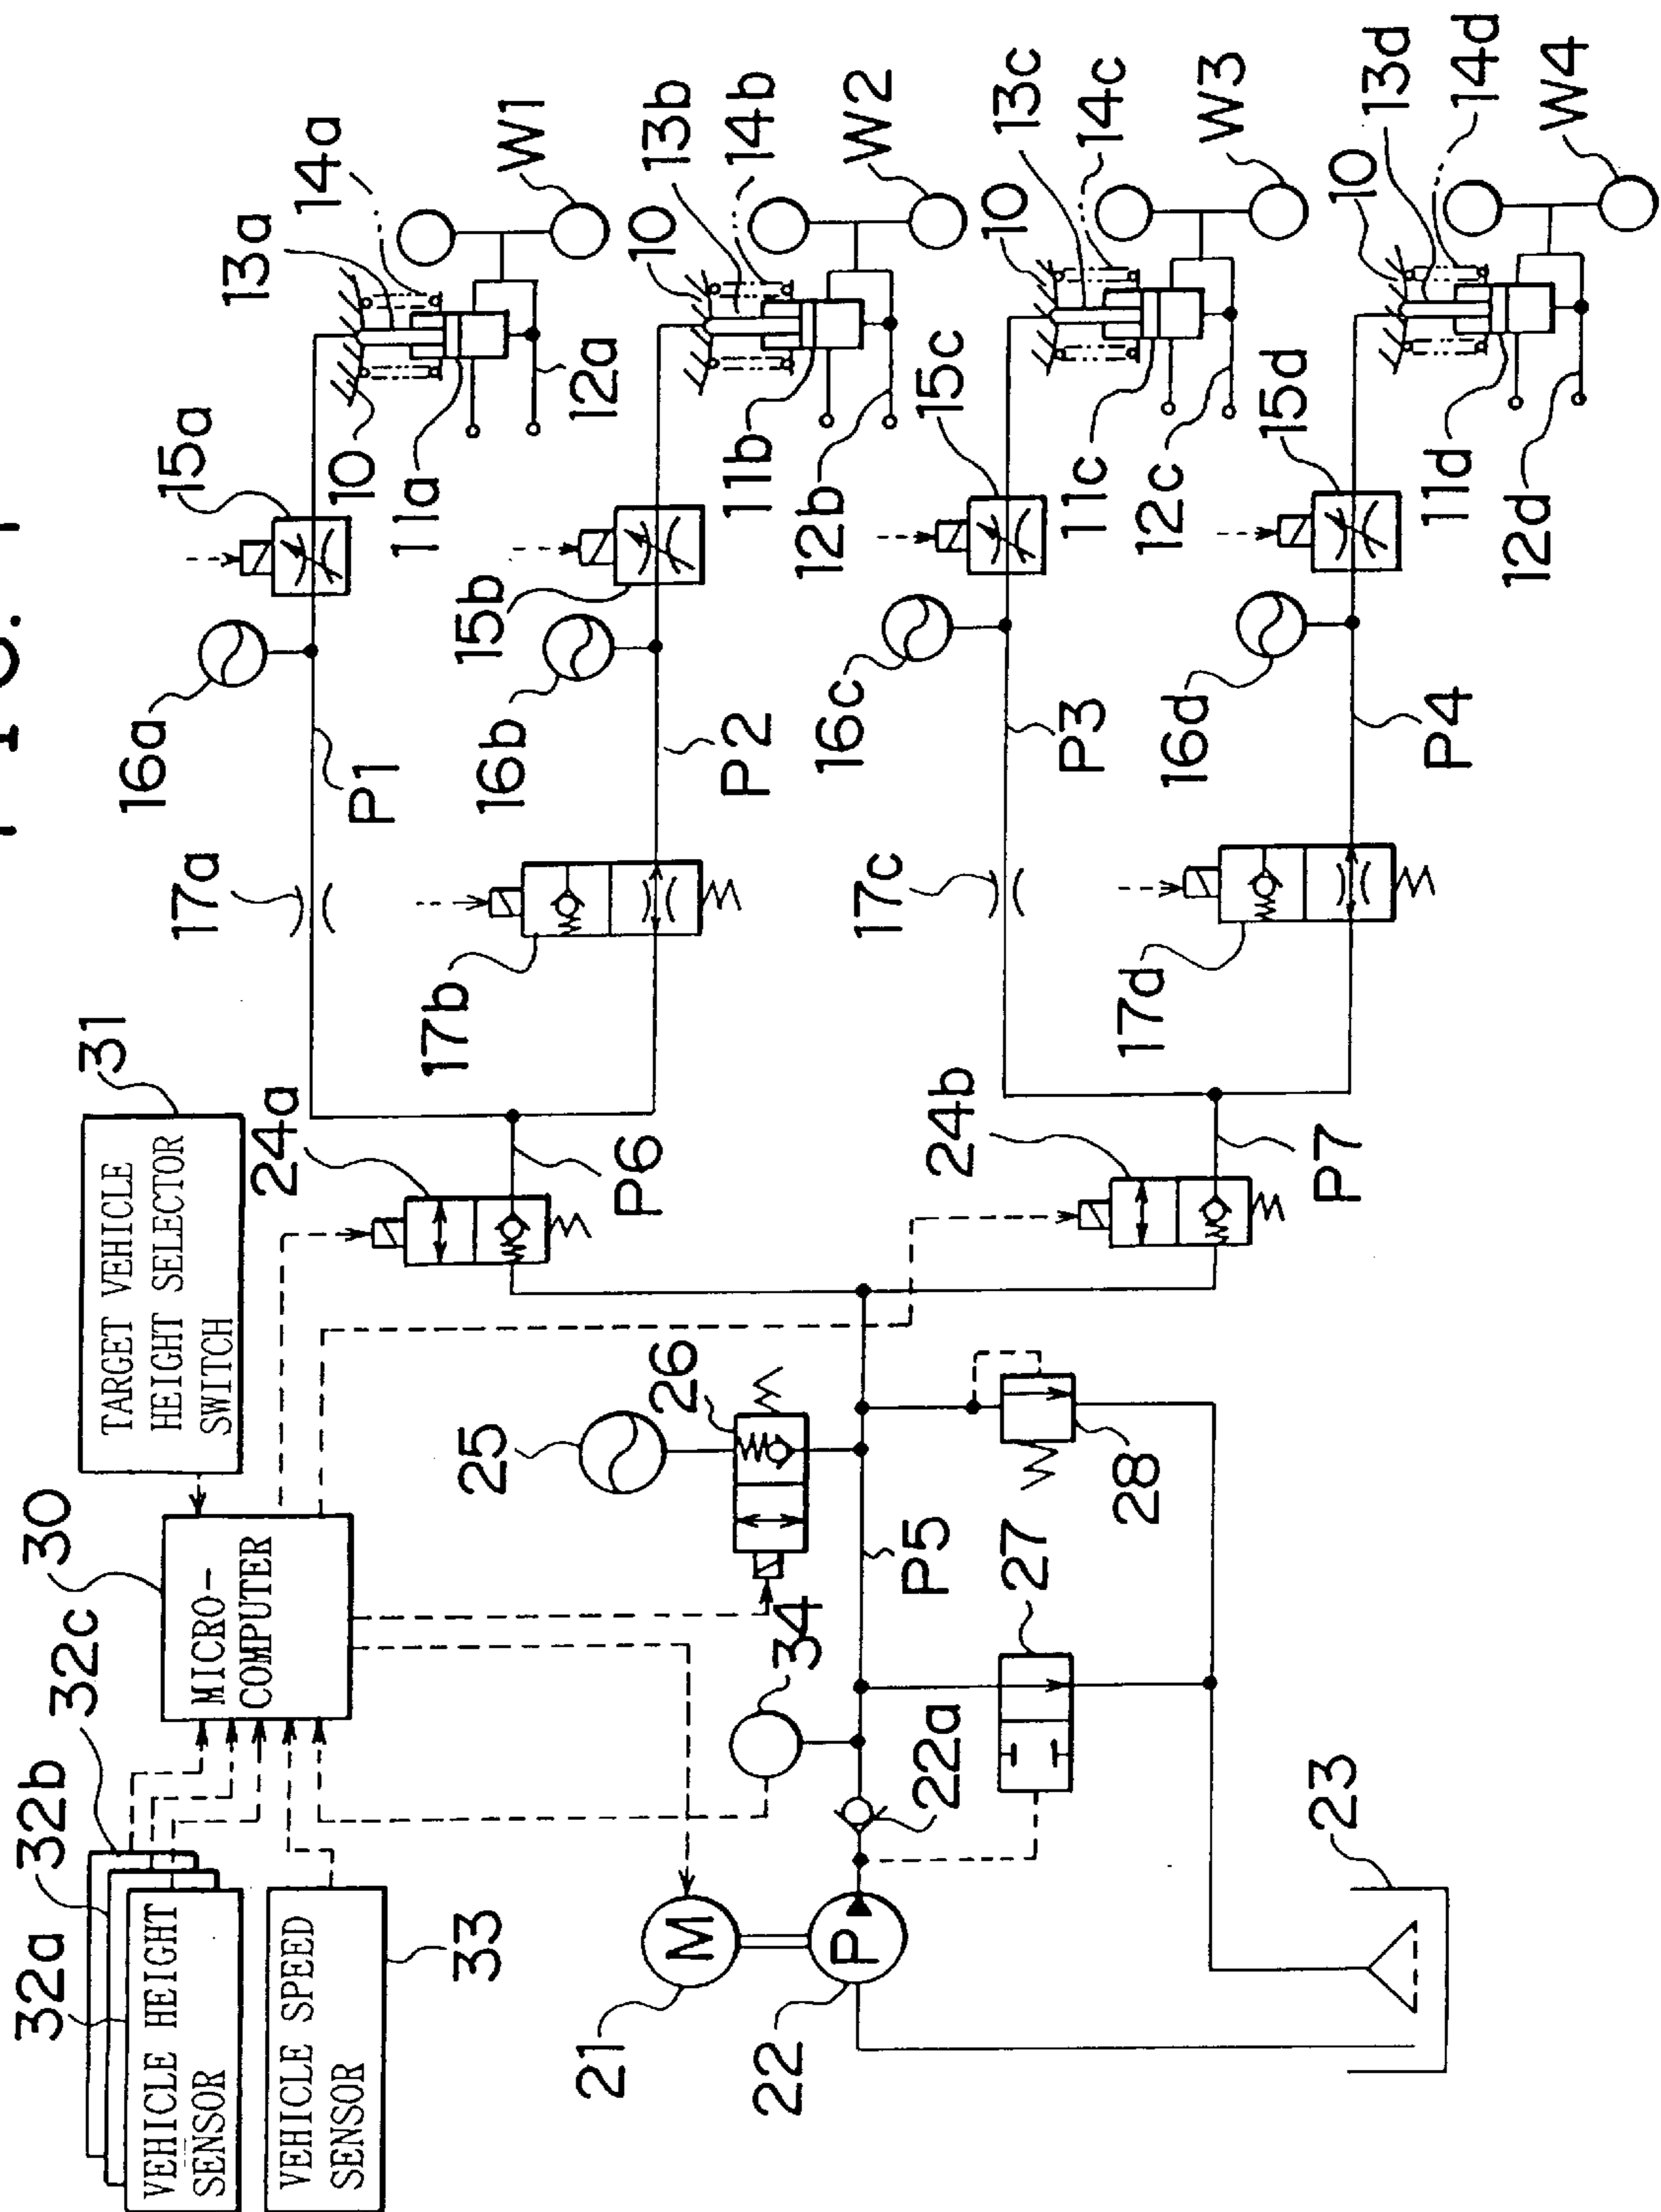 FIG. 1
32a
32b
32c
30
31
VEHICLE HEIGHT
SENSOR
VEHICLE SPEED
SENSOR
33
MICRO-
COMPUTER
TARGET VEHICLE
HEIGHT SELECTOR
SWITCH
24a
17a
16a
15a
13a
14a
P1
10
11a
12a
W1
17b
16b
15b
10
13b
14b
P6
P2
11b
12b
W2
25
26
34
21
M
22
P
22a
P5
27
28
24b
17c
16c
15c
10
13c
14c
P3
11c
12c
W3
P7
17d
16d
15d
10
13d
14d
P4
11d
12d
W4
23